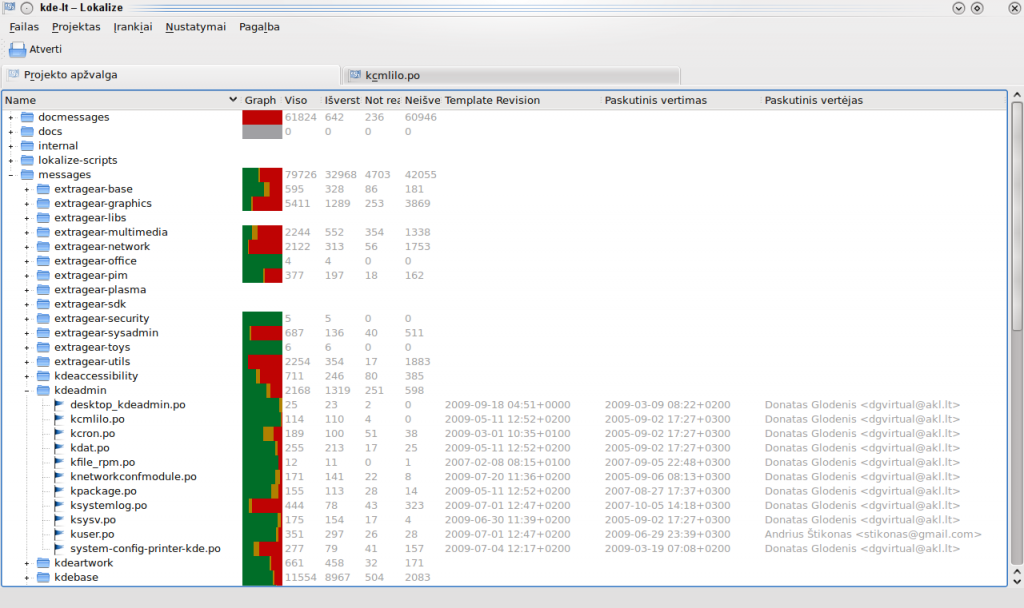 kde-lt – Lokalize
Failas Projektas Įrankiai Nustatymai Pagalba
Atverti
Projekto apžvalga kcmlilo.po
Name Graph Viso Išverst Not rea Neišve Template Revision Paskutinis vertimas Paskutinis vertėjas
docmessages 61824 642 236 60946
docs 0 0 0 0
internal
lokalize-scripts
messages 79726 32968 4703 42055
extragear-base 595 328 86 181
extragear-graphics 5411 1289 253 3869
extragear-libs
extragear-multimedia 2244 552 354 1338
extragear-network 2122 313 56 1753
extragear-office 4 4 0 0
extragear-pim 377 197 18 162
extragear-plasma
extragear-sdk
extragear-security 5 5 0 0
extragear-sysadmin 687 136 40 511
extragear-toys 6 6 0 0
extragear-utils 2254 354 17 1883
kdeaccessibility 711 246 80 385
kdeadmin 2168 1319 251 598
desktop_kdeadmin.po 25 23 2 0 2009-09-18 04:51+0000 2009-03-09 08:22+0200 Donatas Glodenis <dgvirtual@akl.lt>
kcmlilo.po 114 110 4 0 2009-05-11 12:52+0200 2005-09-02 17:27+0300 Donatas Glodenis <dgvirtual@akl.lt>
kcron.po 189 100 51 38 2009-03-01 10:35+0100 2005-09-02 17:27+0300 Donatas Glodenis <dgvirtual@akl.lt>
kdat.po 255 213 17 25 2009-05-11 12:52+0200 2005-09-02 17:27+0300 Donatas Glodenis <dgvirtual@akl.lt>
kfile_rpm.po 12 11 0 1 2007-02-08 08:15+0100 2007-09-05 22:48+0300 Donatas Glodenis <dgvirtual@akl.lt>
knetworkconfmodule.po 171 141 22 8 2009-07-20 11:36+0200 2005-09-06 08:13+0300 Donatas Glodenis <dgvirtual@akl.lt>
kpackage.po 155 113 28 14 2009-05-11 12:52+0200 2007-08-27 17:37+0300 Donatas Glodenis <dgvirtual@akl.lt>
ksystemlog.po 444 78 43 323 2009-07-01 12:47+0200 2007-10-05 14:18+0300 Donatas Glodenis <dgvirtual@akl.lt>
ksysv.po 175 154 17 4 2009-06-30 11:39+0200 2005-09-02 17:27+0300 Donatas Glodenis <dgvirtual@akl.lt>
kuser.po 351 297 26 28 2009-07-01 12:47+0200 2009-06-29 23:39+0300 Andrius Štikonas <stikonas@gmail.com>
system-config-printer-kde.po 277 79 41 157 2009-07-04 12:17+0200 2009-03-19 07:08+0200 Donatas Glodenis <dgvirtual@akl.lt>
kdeartwork 661 458 32 171
kdebase 11554 8967 504 2083